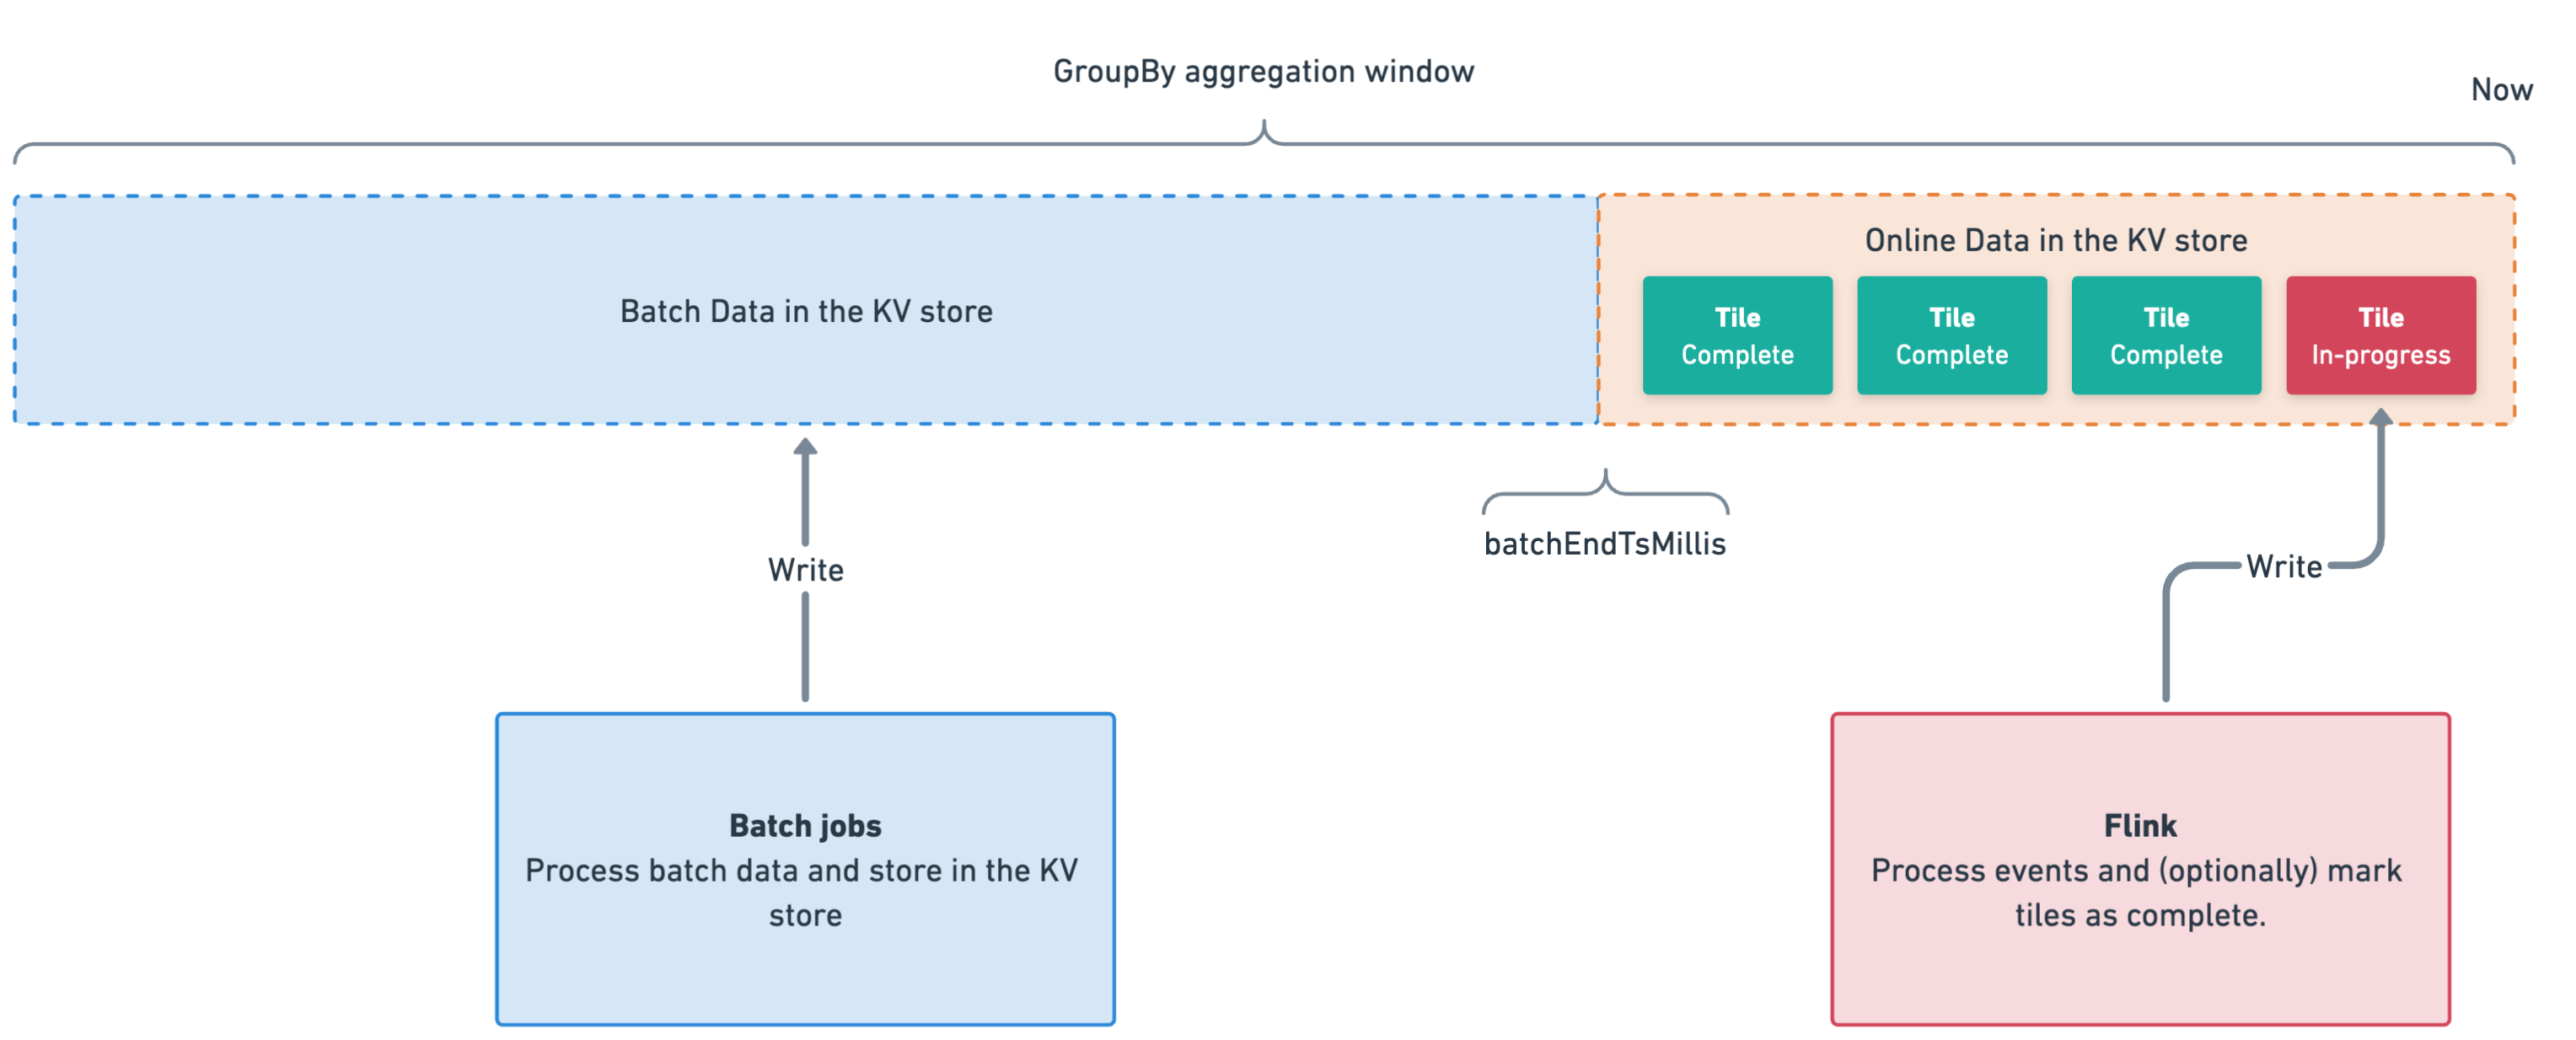 GroupBy aggregation window
Now
Batch Data in the KV store
Online Data in the KV store
Tile
Complete
Tile
Complete
Tile
Complete
Tile
In-progress
batchEndTsMillis
Write
Write
Batch jobs
Process batch data and store in the KV
store
Flink
Process events and (optionally) mark
tiles as complete.